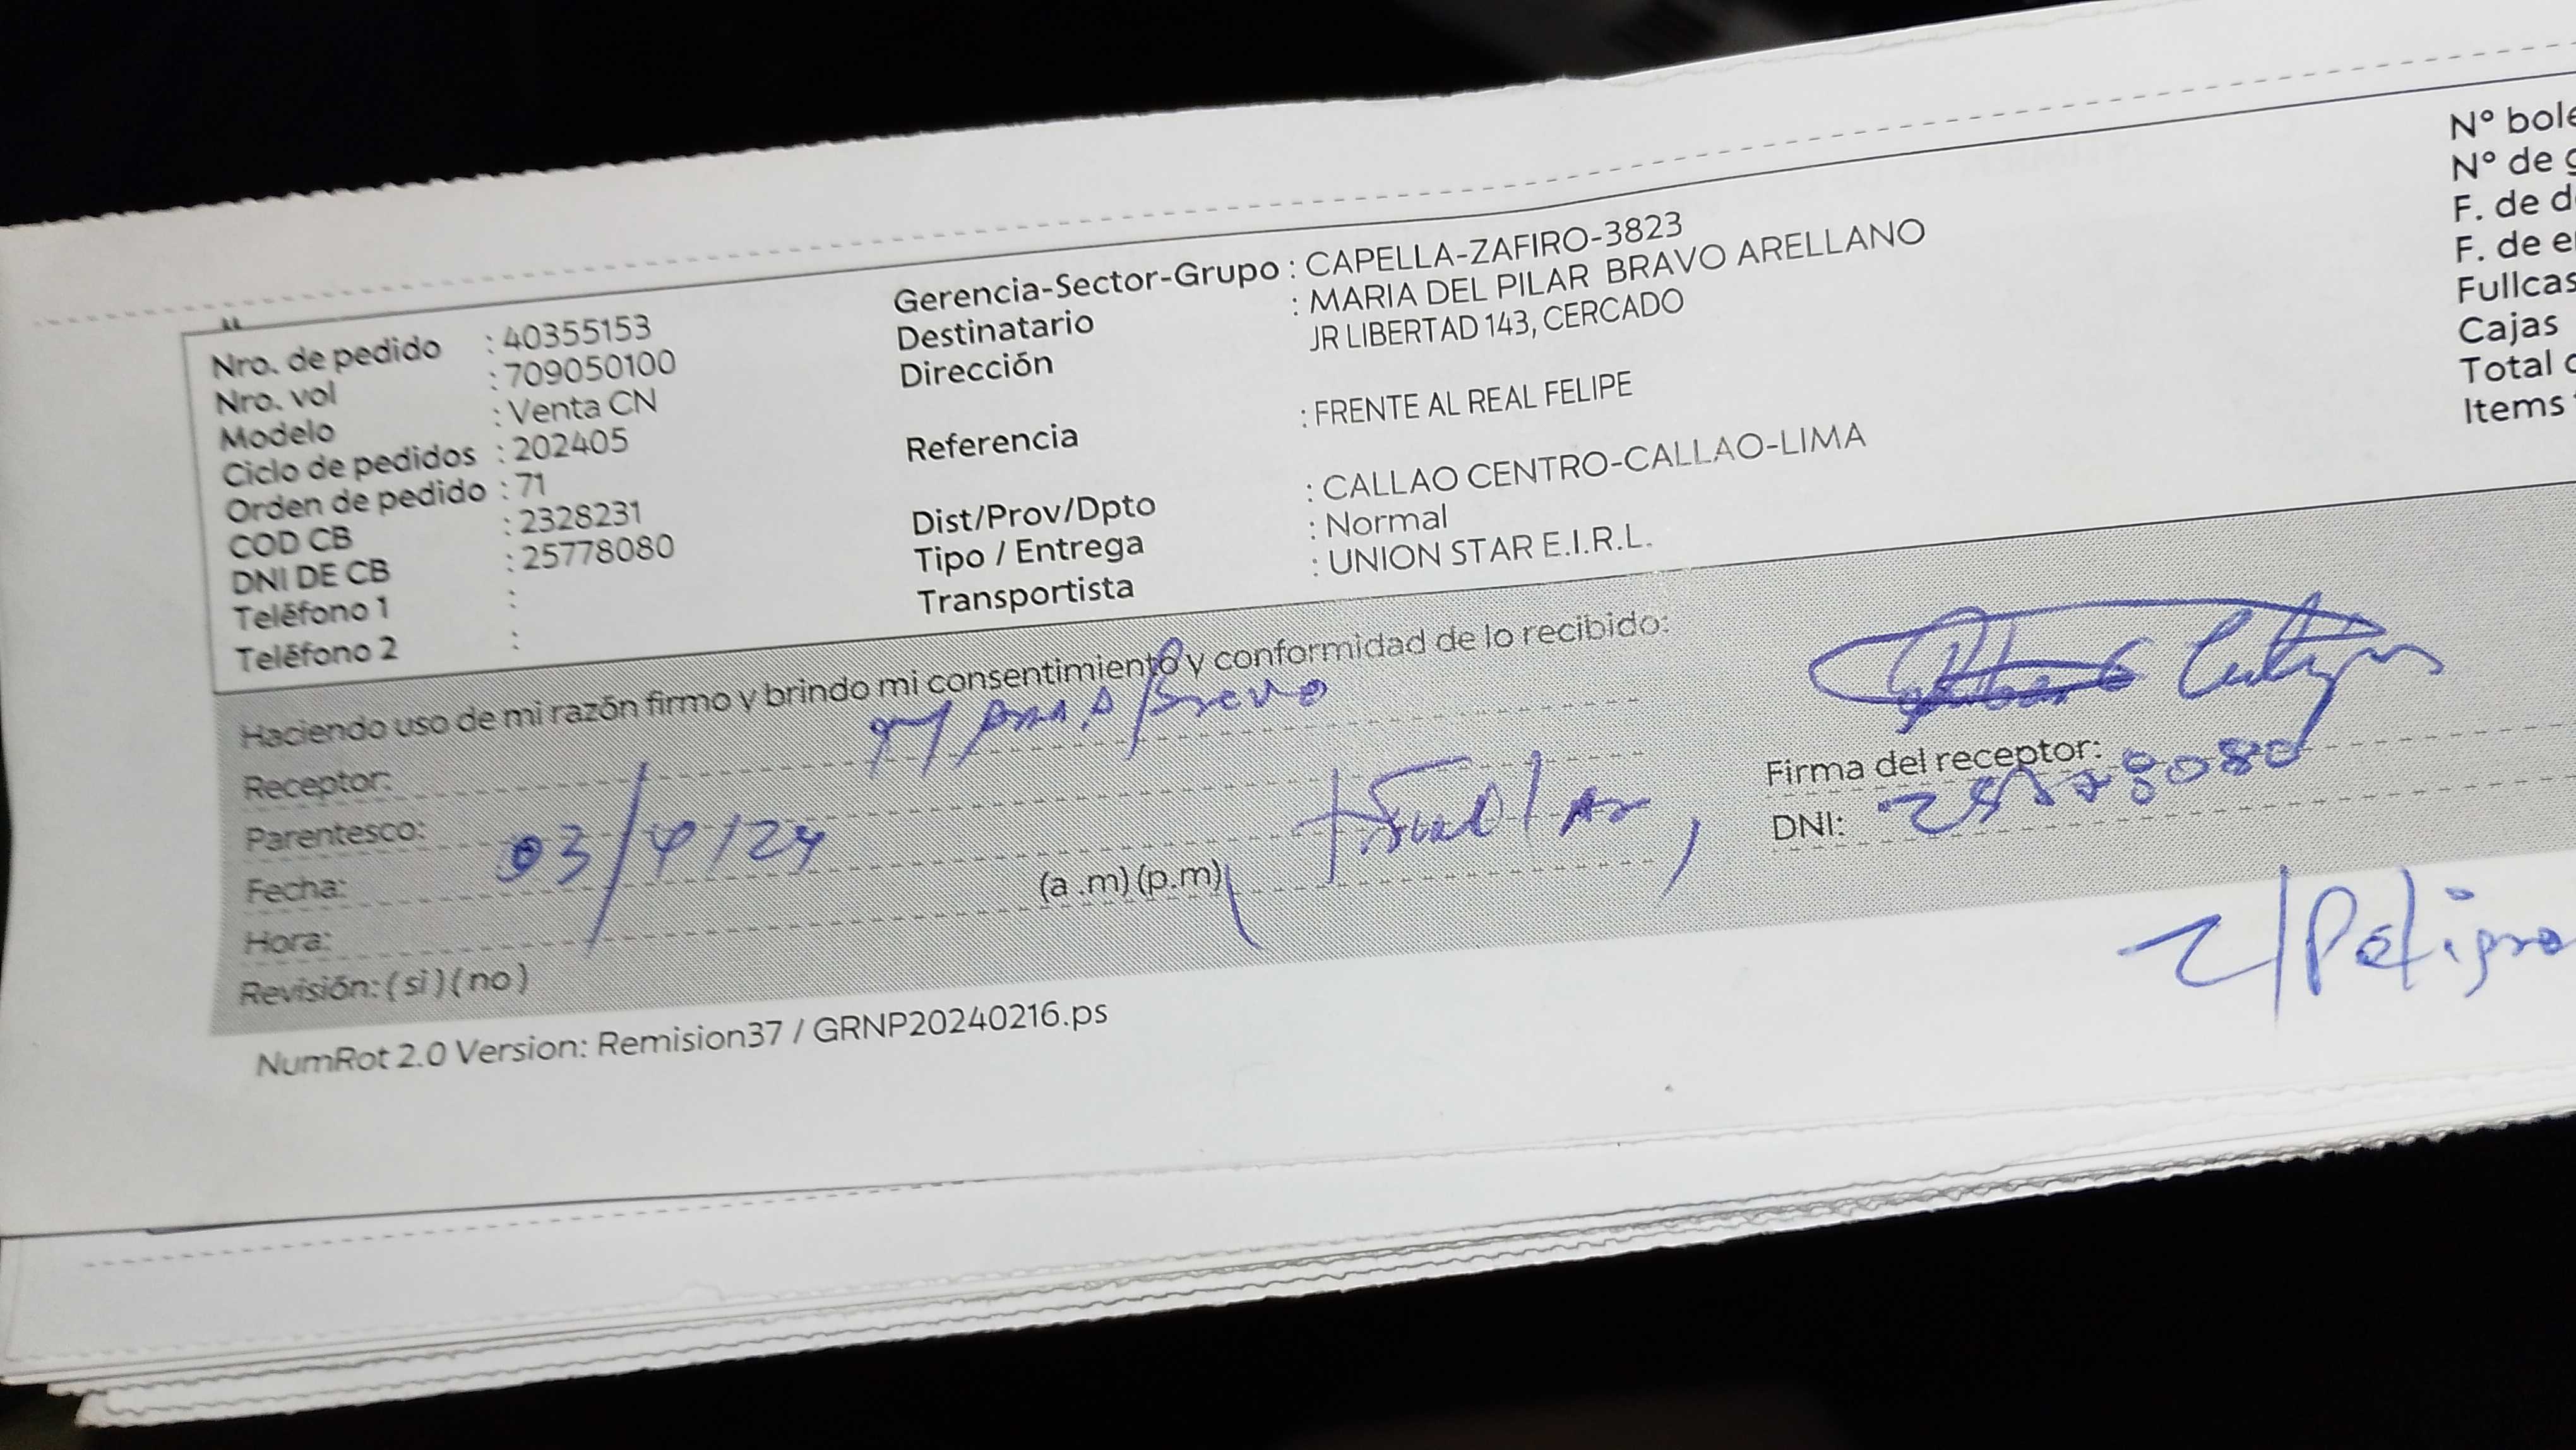 Nro. de pedido : 40355153
Nro. vol : 709050100
Modelo : Venta CN
Ciclo de pedidos : 202405
Orden de pedido : 71
COD CB : 2328231
DNI DE CB : 25778080
Teléfono 1 :
Teléfono 2 :
Gerencia-Sector-Grupo : CAPELLA-ZAFIRO-3823
Destinatario : MARIA DEL PILAR BRAVO ARELLANO
Dirección JR LIBERTAD 143, CERCADO
Referencia : FRENTE AL REAL FELIPE
Dist/Prov/Dpto : CALLAO CENTRO-CALLAO-LIMA
Tipo / Entrega : Normal
Transportista : UNION STAR E.I.R.L.
N° bole
N° de g
F. de d
F. de e
Fullcas
Cajas
Total
Items
Haciendo uso de mi razón firmo y brindo mi consentimiento y conformidad de lo recibido:
Receptor: Bravo
Parentesco:
Fecha: 03/4/24
Hora: (a .m) (p.m)
Revisión: ( si ) ( no )
Firma del receptor:
DNI: 25778080
NumRot 2.0 Version: Remision37 / GRNP20240216.ps